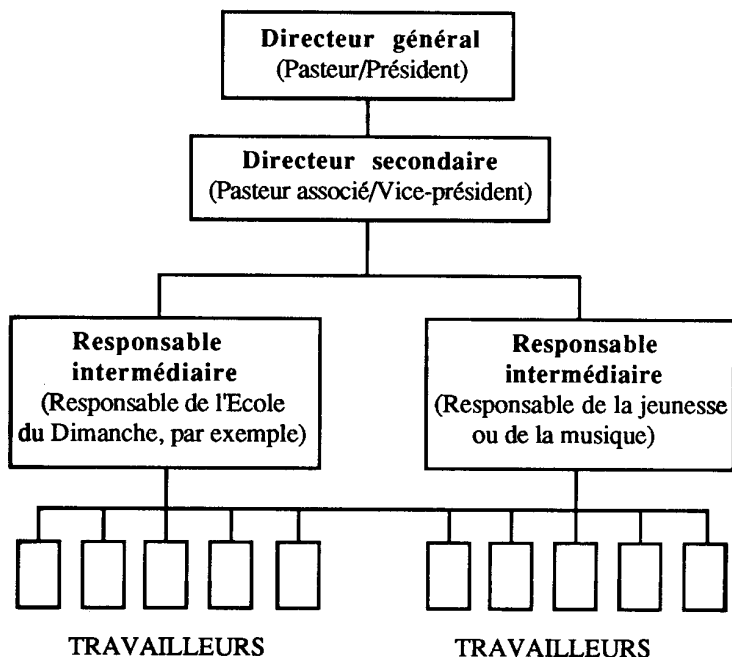 Directeur général
(Pasteur/Président)
Directeur secondaire
(Pasteur associé/Vice-président)
Responsable
intermédiaire
(Responsable de l'Ecole
du Dimanche, par exemple)
Responsable
intermédiaire
(Responsable de la jeunesse
ou de la musique)
TRAVAILLEURS
TRAVAILLEURS